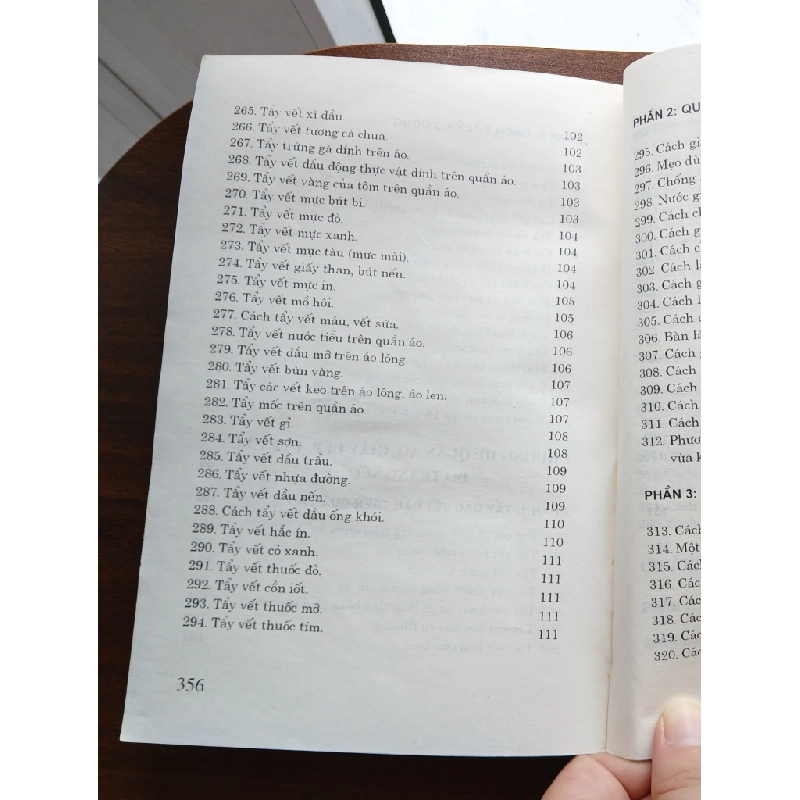 265. Tẩy vết xì dầu 102
266. Tẩy vết tương cà chua. 102
267. Tẩy trứng gà dính trên áo. 103
268. Tẩy vết dầu động thực vật dính trên quần áo. 103
269. Tẩy vết vàng của tôm trên quần áo. 103
270. Tẩy vết mực bút bi. 103
271. Tẩy vết mực đỏ. 104
272. Tẩy vết mực xanh. 104
273. Tẩy vết mục tàu (mực mài). 104
274. Tẩy vết giấy than, bút nến. 104
275. Tẩy vết mực in. 105
276. Tẩy vết mồ hôi. 105
277. Cách tẩy vết máu, vết sữa. 106
278. Tẩy vết nước tiểu trên quần áo. 106
279. Tẩy vết dầu mỡ trên áo lông. 106
280. Tẩy vết bùn vàng. 107
281. Tẩy các vết keo trên áo lông, áo len. 107
282. Tẩy mốc trên quần áo 107
283. Tẩy vết gỉ. 108
284. Tẩy vết sơn. 108
285. Tẩy vết dầu trẩu. 109
286. Tẩy vết nhựa đường. 109
287. Tẩy vết dầu nến. 109
288. Cách tẩy vết dầu ống khói. 110
289. Tẩy vết hắc ín. 110
290. Tẩy vết cỏ xanh. 111
291. Tẩy vết thuốc đỏ. 111
292. Tẩy vết cồn iốt. 111
293. Tẩy vết thuốc mỡ. 111
294. Tẩy vết thuốc tím. 111
356
PHẦN 2: QU
295. Cách gi
296. Mẹo dù
297. Chống
298. Nước gi
299. Cách ch
300. Cách g
301. Cách c
302. Cách là
303. Cách g
304. Cách l
305. Cách
306. Bàn là
307. Cách g
308. Cách
309. Cách
310. Cách
311. Cách
312. Phươ
vừa k
PHẦN 3:
313. Cách
314. Một
315. Cách
316. Các
317. Các
318. Các
319. Các
320. Các